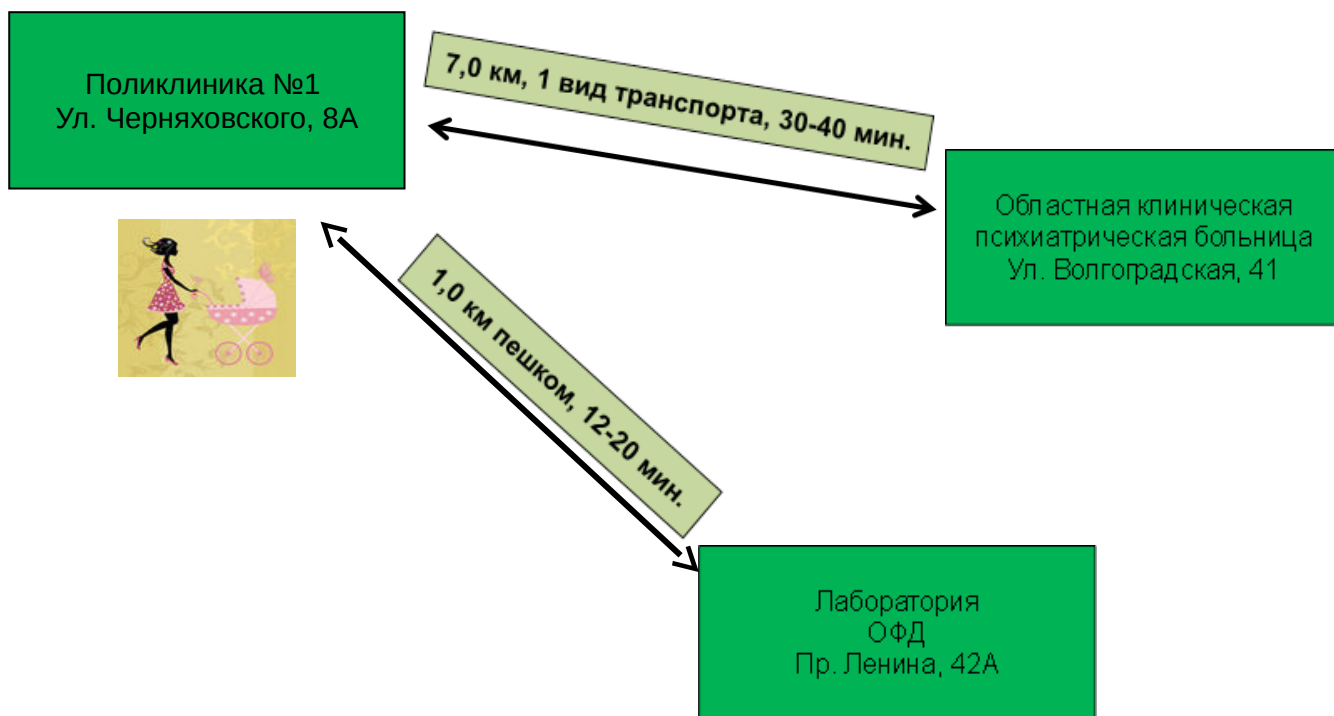 Поликлиника №1
Ул. Черняховского, 8А
7,0 км, 1 вид транспорта, 30-40 мин.
Областная клиническая
психиатрическая больница
Ул. Волгоградская, 41
1,0 км пешком, 12-20 мин.
Лаборатория
ОФД
Пр. Ленина, 42А